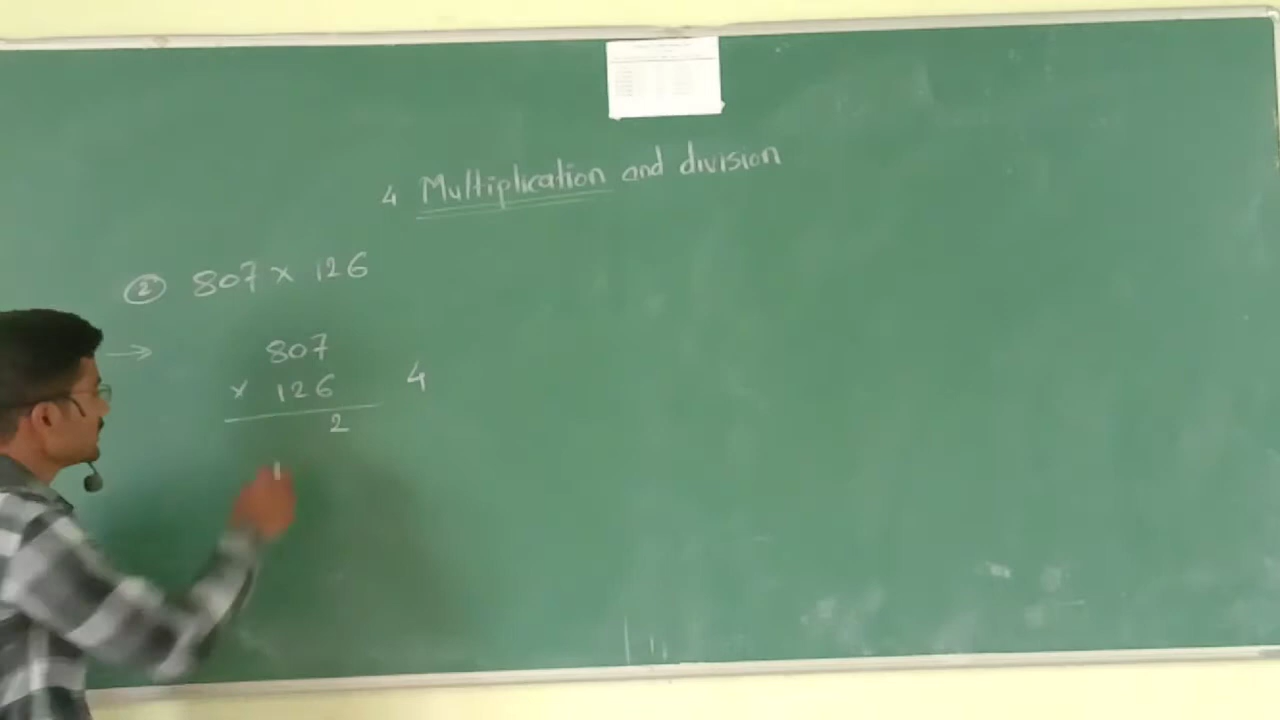 4 Multiplication and division
② 807 x 126
→ 807
x 126 4
2